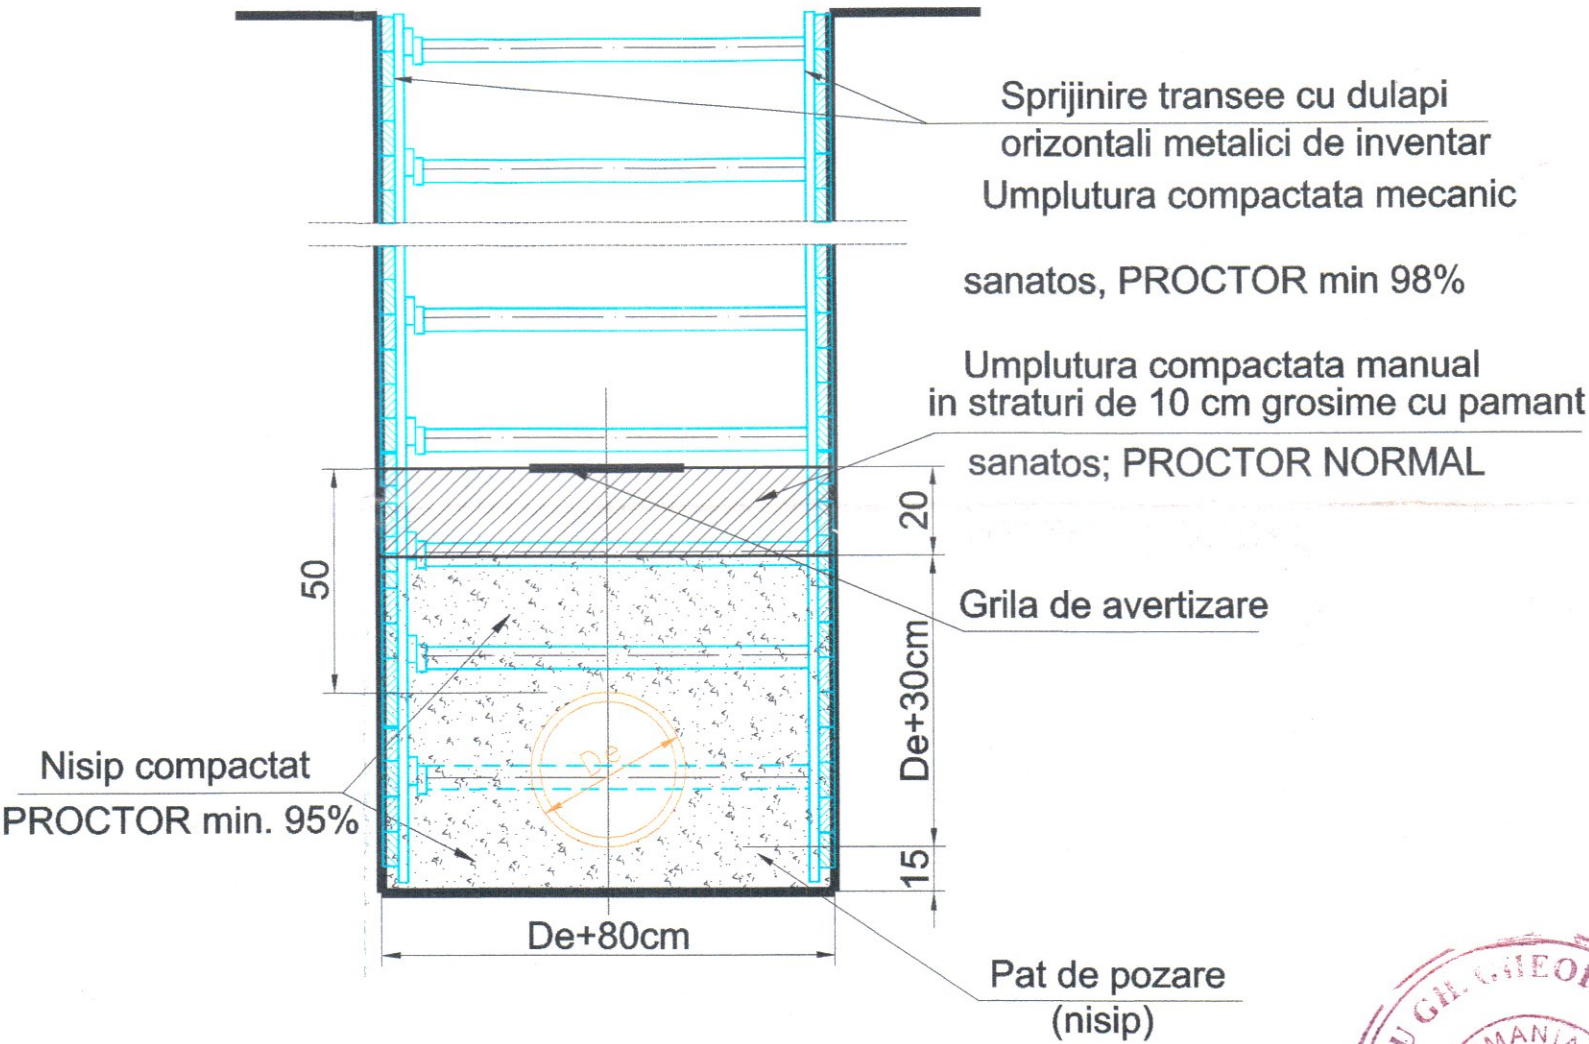 Sprijinire transee cu dulapi
orizontali metalici de inventar
Umplutura compactata mecanic
sanatos, PROCTOR min 98%
Umplutura compactata manual
in straturi de 10 cm grosime cu pamant
sanatos; PROCTOR NORMAL
20
50
Grila de avertizare
De+30cm
De
Nisip compactat
PROCTOR min. 95%
15
De+80cm
Pat de pozare
(nisip)
GH.